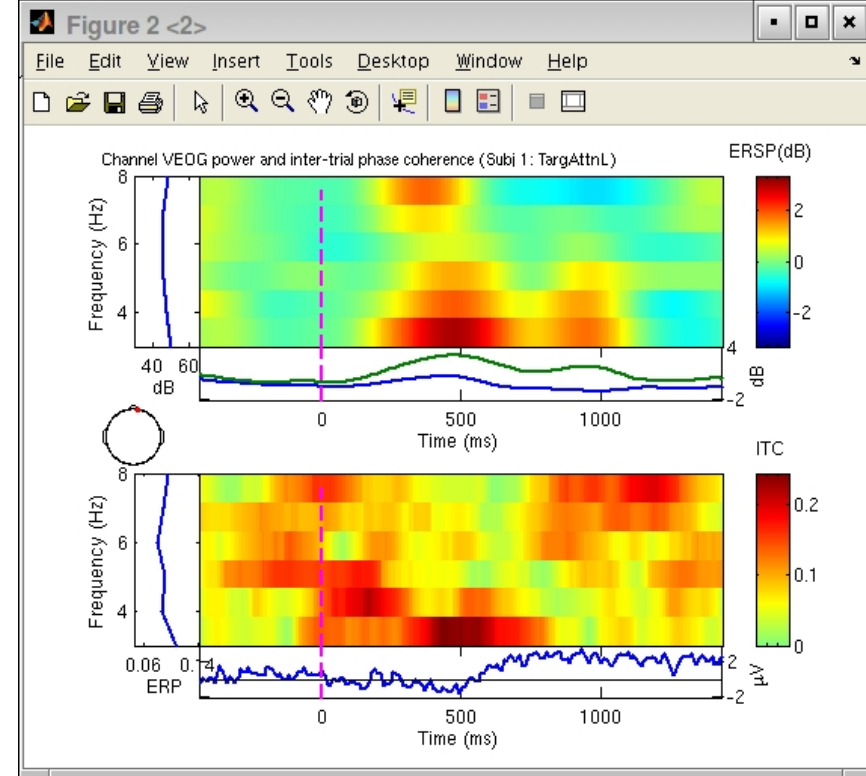 Figure 2 <2>
File Edit View Insert Tools Desktop Window Help
Channel VEOG power and inter-trial phase coherence (Subj 1: TargAttnL)
ERSP(dB)
8
6
4
Frequency (Hz)
2
0
-2
40 60
dB
4
-2
dB
0 500 1000
Time (ms)
ITC
8
6
4
Frequency (Hz)
0.2
0.1
0
0.06 0.14
ERP
2
-2
µV
0 500 1000
Time (ms)